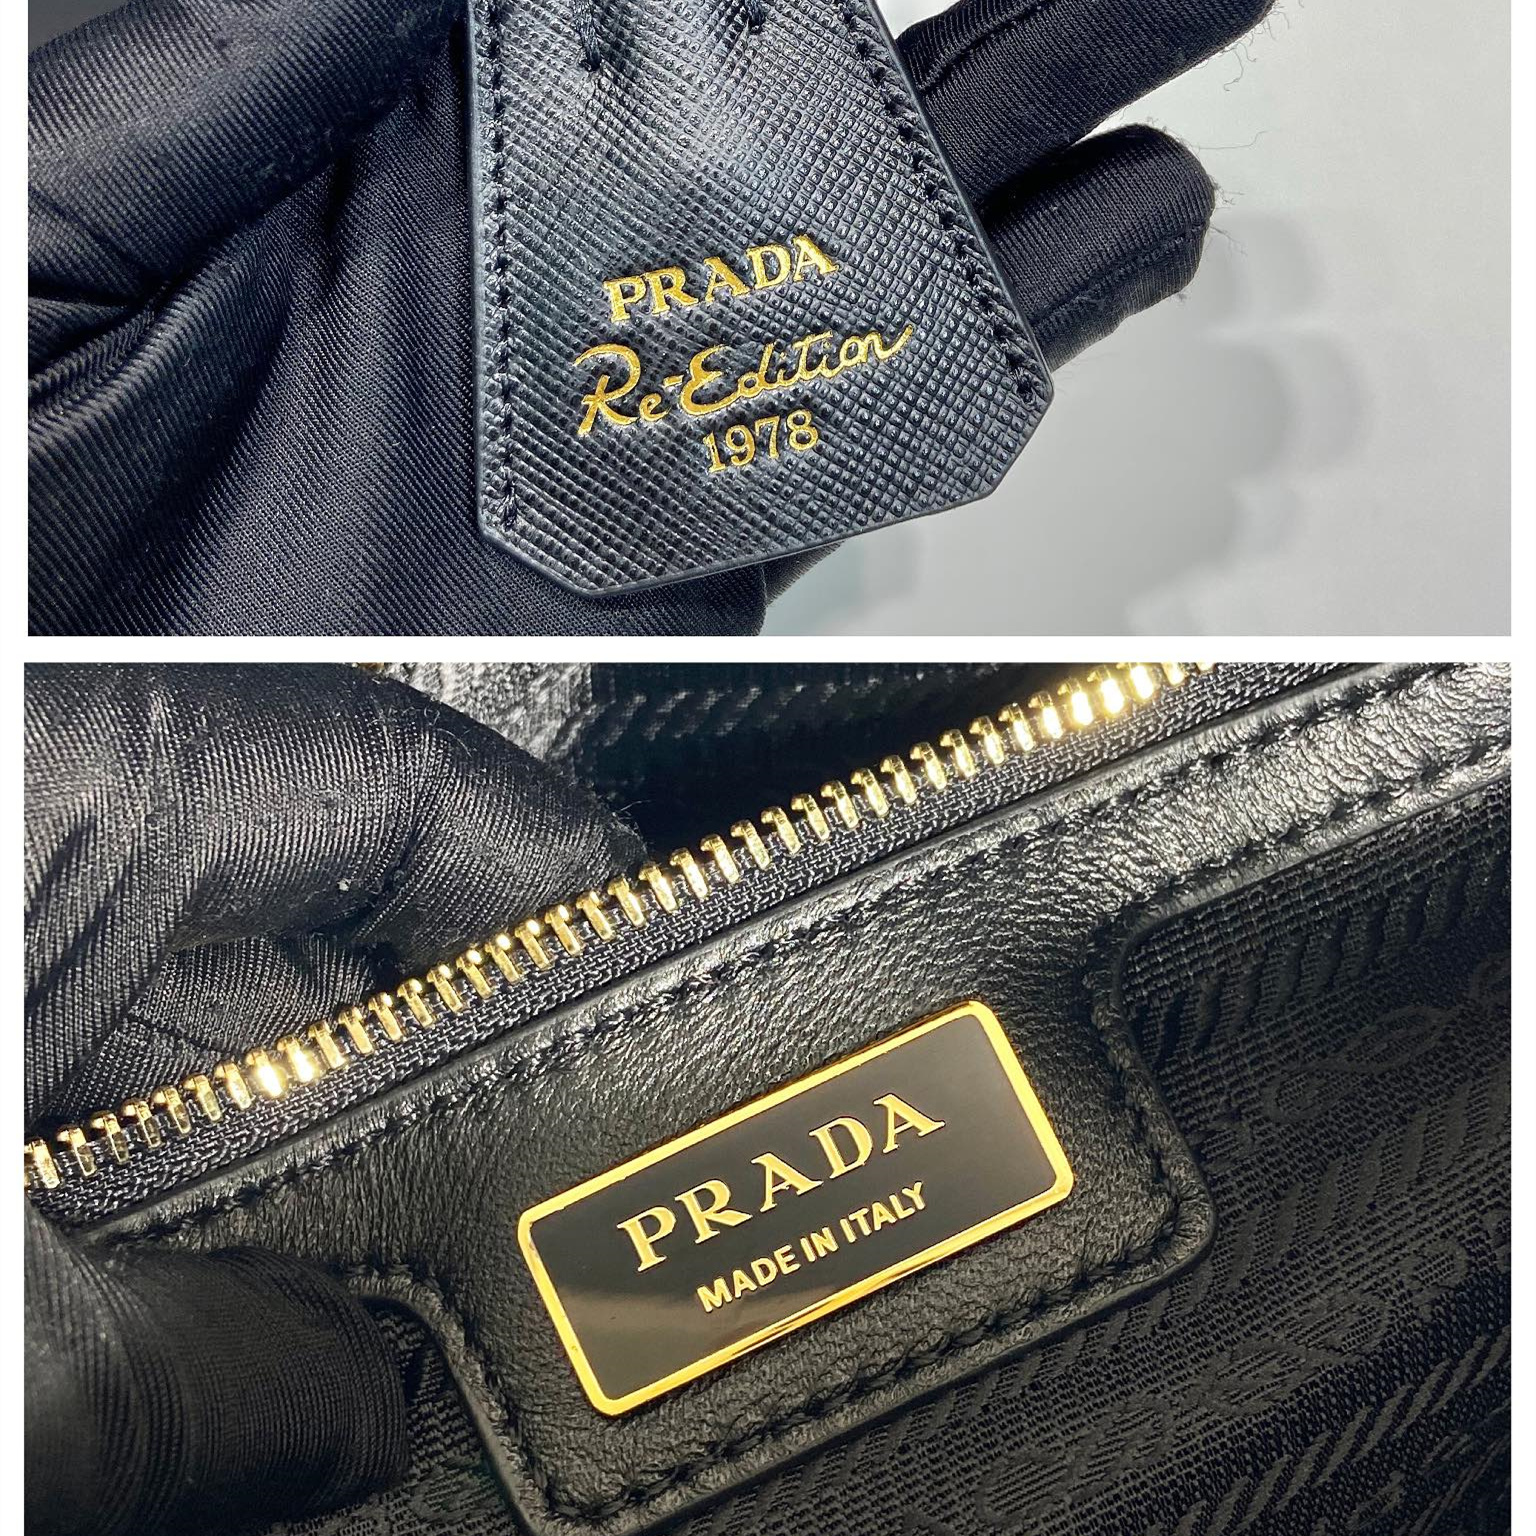 PRADA
Re-Edition
1978
PRADA
MADE IN ITALY